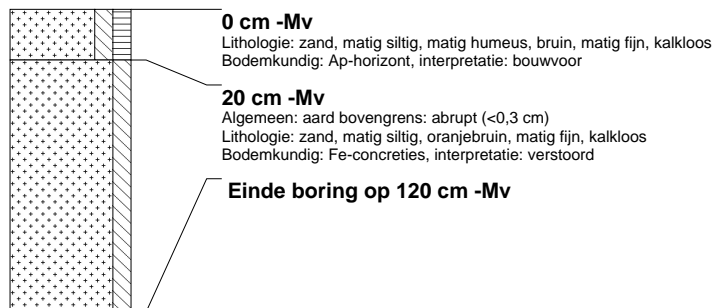 0 cm -Mv
Lithologie: zand, matig siltig, matig humeus, bruin, matig fijn, kalkloos
Bodemkundig: Ap-horizont, interpretatie: bouwvoor
20 cm -Mv
Algemeen: aard bovengrens: abrupt (<0,3 cm)
Lithologie: zand, matig siltig, oranjebruin, matig fijn, kalkloos
Bodemkundig: Fe-concreties, interpretatie: verstoord
Einde boring op 120 cm -Mv